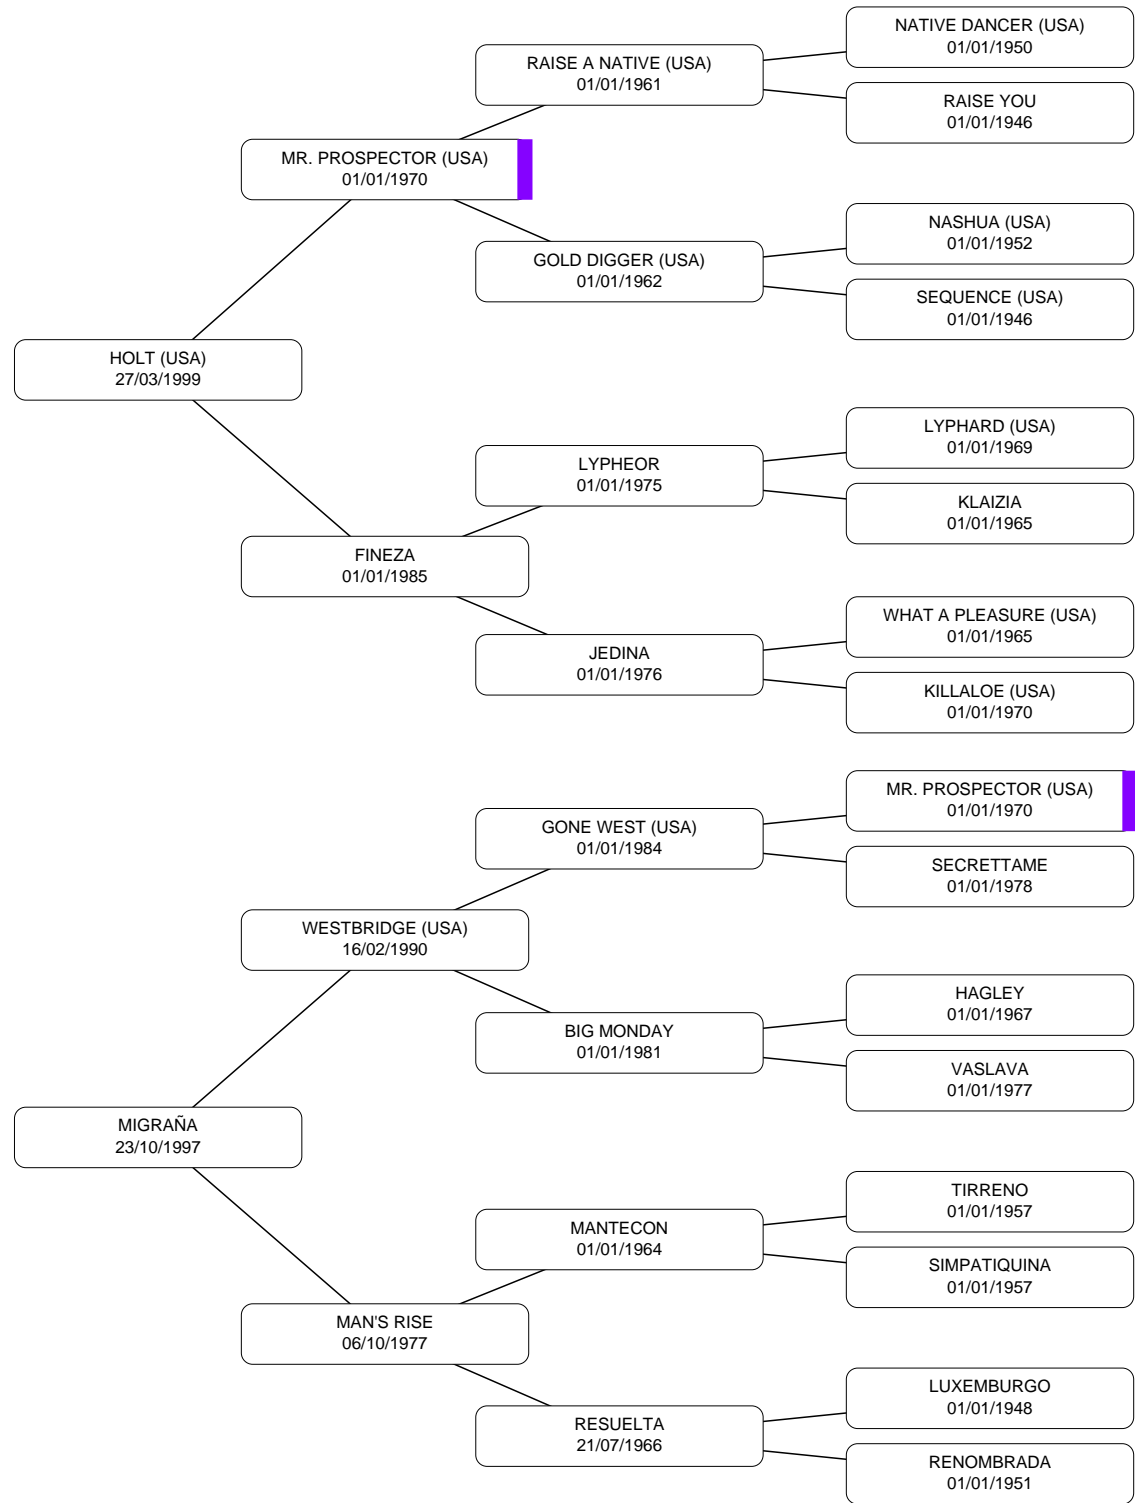 NATIVE DANCER (USA)
01/01/1950
RAISE A NATIVE (USA)
01/01/1961
RAISE YOU
01/01/1946
MR. PROSPECTOR (USA)
01/01/1970
NASHUA (USA)
01/01/1952
GOLD DIGGER (USA)
01/01/1962
SEQUENCE (USA)
01/01/1946
HOLT (USA)
27/03/1999
LYPHARD (USA)
01/01/1969
LYPHEOR
01/01/1975
KLAIZIA
01/01/1965
FINEZA
01/01/1985
WHAT A PLEASURE (USA)
01/01/1965
JEDINA
01/01/1976
KILLALOE (USA)
01/01/1970
MR. PROSPECTOR (USA)
01/01/1970
GONE WEST (USA)
01/01/1984
SECRETTAME
01/01/1978
WESTBRIDGE (USA)
16/02/1990
HAGLEY
01/01/1967
BIG MONDAY
01/01/1981
VASLAVA
01/01/1977
MIGRAÑA
23/10/1997
TIRRENO
01/01/1957
MANTECON
01/01/1964
SIMPATIQUINA
01/01/1957
MAN'S RISE
06/10/1977
LUXEMBURGO
01/01/1948
RESUELTA
21/07/1966
RENOMBRADA
01/01/1951